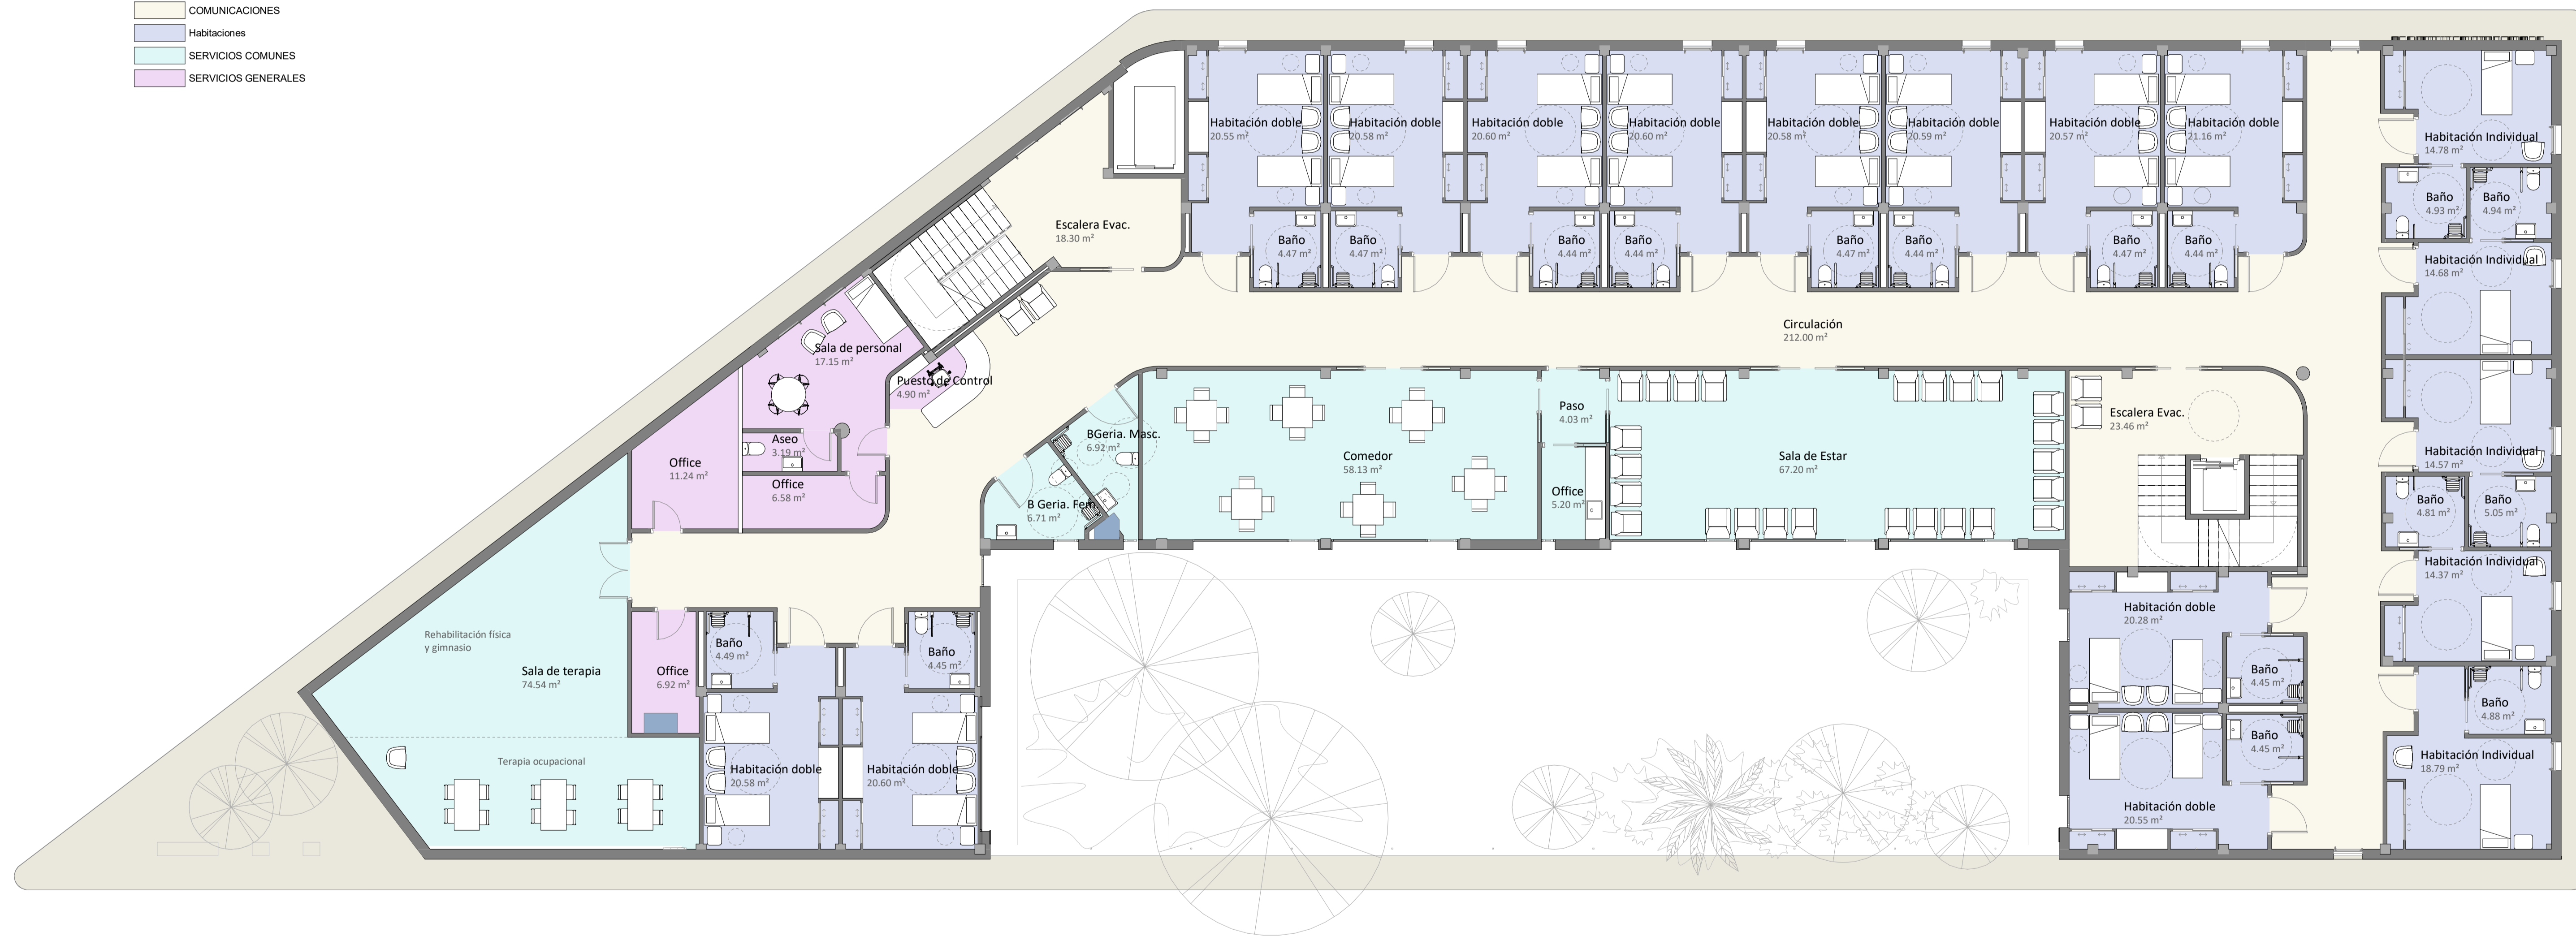 COMUNICACIONES
Habitaciones
SERVICIOS COMUNES
SERVICIOS GENERALES
Habitación doble
20.55 m²
Habitación doble
20.58 m²
Habitación doble
20.60 m²
Habitación doble
20.60 m²
Habitación doble
20.58 m²
Habitación doble
20.59 m²
Habitación doble
20.57 m²
Habitación doble
21.16 m²
Habitación Individual
14.78 m²
Baño
4.93 m²
Baño
4.94 m²
Escalera Evac.
18.30 m²
Baño
4.47 m²
Baño
4.47 m²
Baño
4.44 m²
Baño
4.44 m²
Baño
4.47 m²
Baño
4.44 m²
Baño
4.47 m²
Baño
4.44 m²
Habitación Individual
14.68 m²
Circulación
212.00 m²
Sala de personal
17.15 m²
Puesto de Control
4.90 m²
Paso
4.03 m²
Escalera Evac.
23.46 m²
BGeria. Masc.
6.92 m²
Aseo
3.19 m²
Office
11.24 m²
Comedor
58.13 m²
Sala de Estar
67.20 m²
Habitación Individual
14.57 m²
Office
6.58 m²
B Geria. Fem.
6.71 m²
Office
5.20 m²
Baño
4.81 m²
Baño
5.05 m²
Habitación Individual
14.37 m²
Habitación doble
20.28 m²
Rehabilitación física
y gimnasio
Sala de terapia
74.54 m²
Office
6.92 m²
Baño
4.49 m²
Baño
4.45 m²
Baño
4.45 m²
Baño
4.88 m²
Baño
4.45 m²
Terapia ocupacional
Habitación doble
20.58 m²
Habitación doble
20.60 m²
Habitación Individual
18.79 m²
Habitación doble
20.55 m²